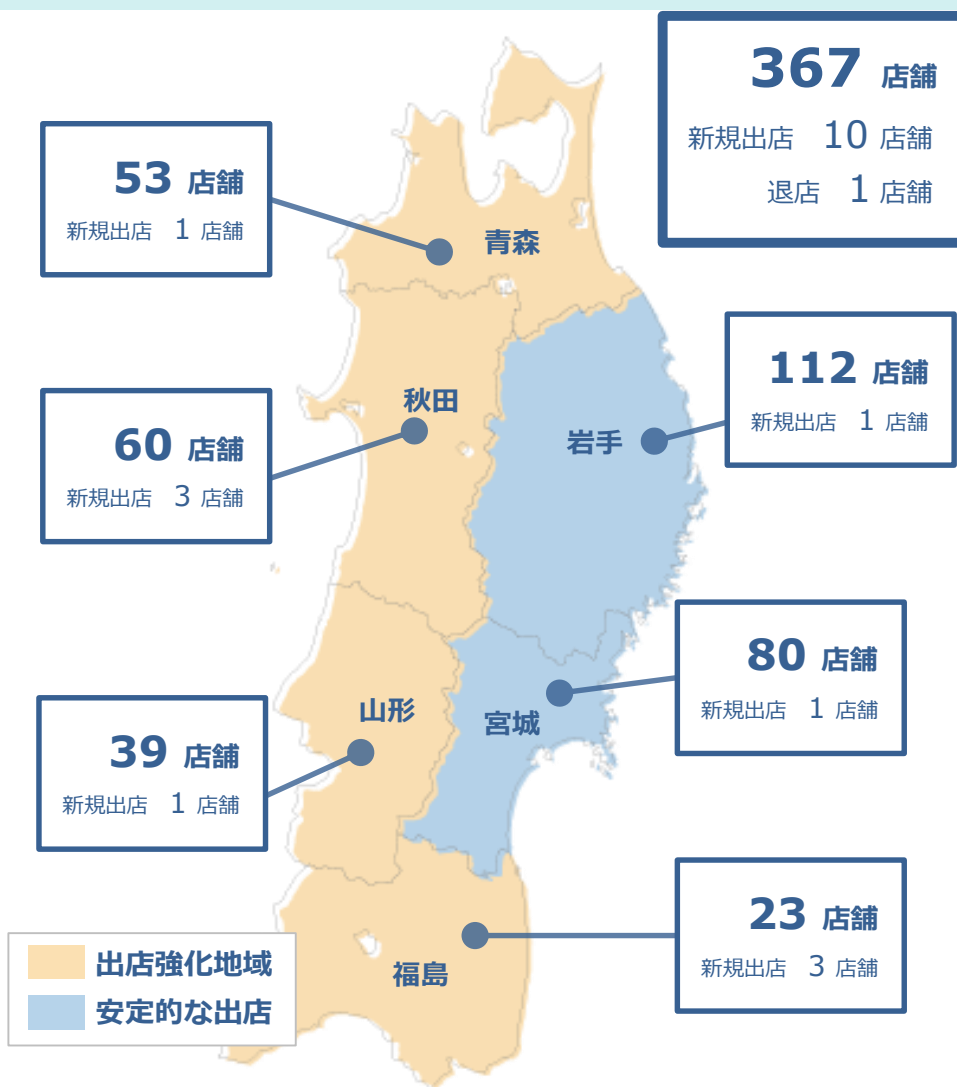 367 店舗
新規出店 10 店舗
退店 1 店舗
53 店舗
新規出店 1 店舗
青森
112 店舗
新規出店 1 店舗
秋田
岩手
60 店舗
新規出店 3 店舗
80 店舗
新規出店 1 店舗
山形
宮城
39 店舗
新規出店 1 店舗
23 店舗
新規出店 3 店舗
福島
出店強化地域
安定的な出店